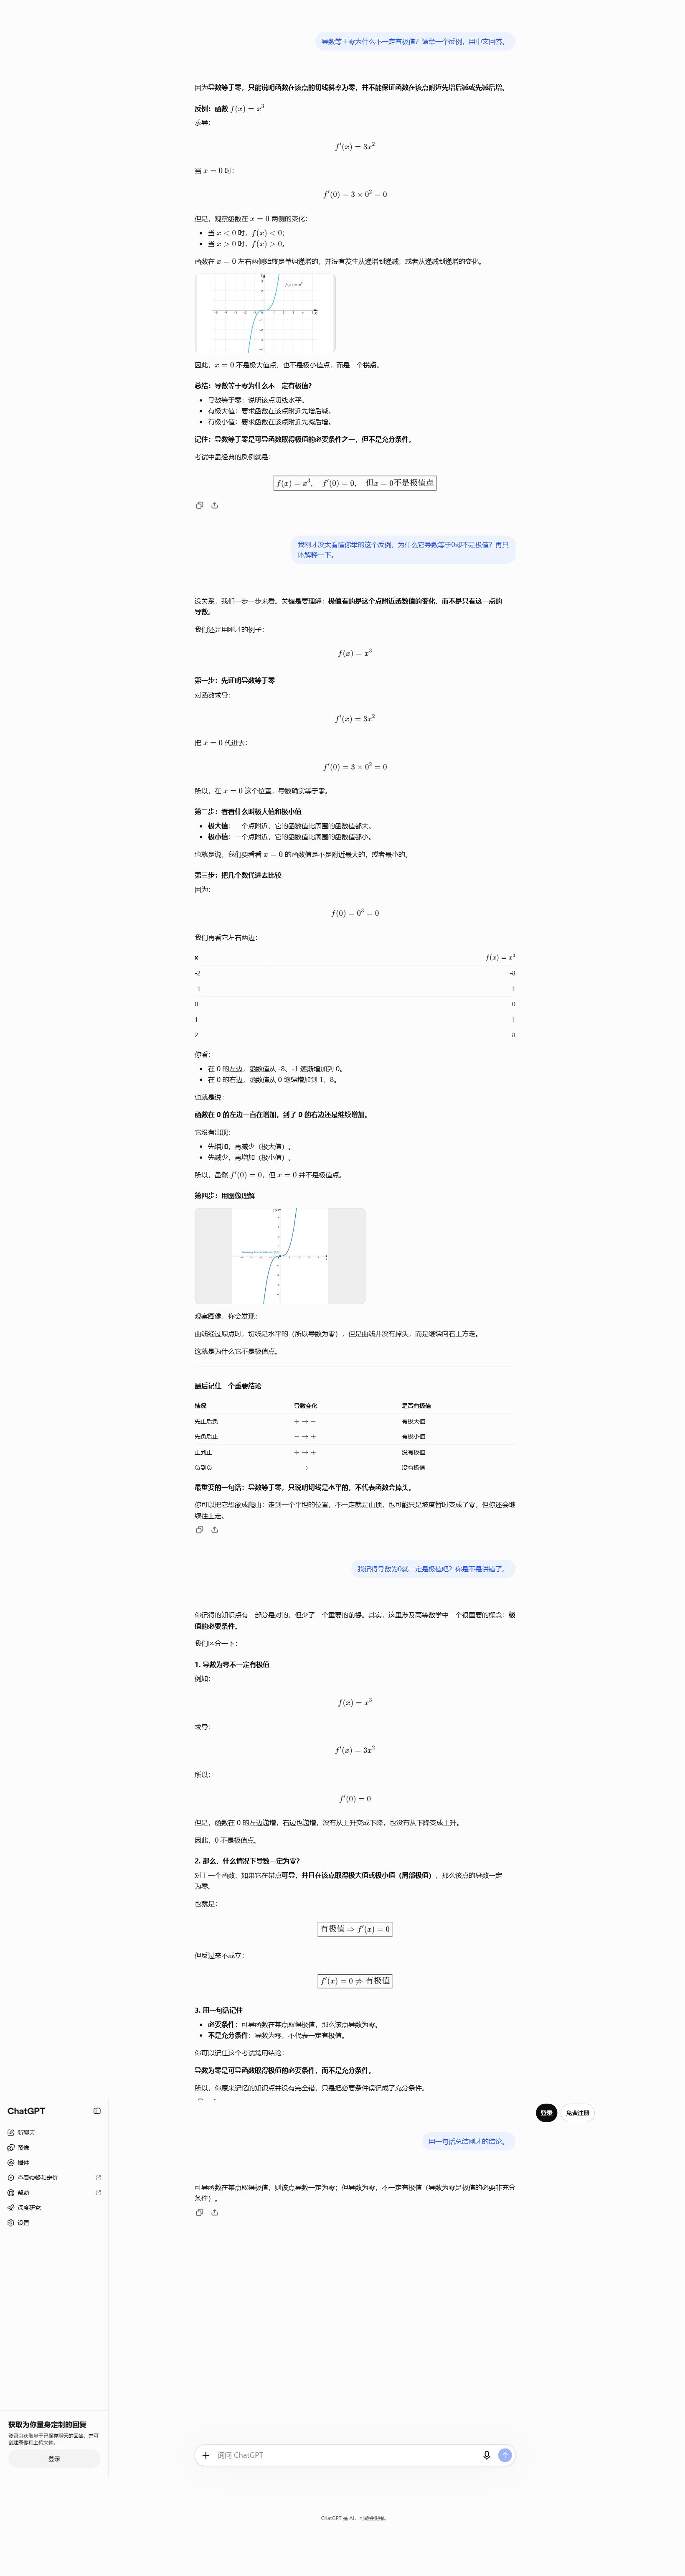 导数等于零为什么不一定有极值？请举一个反例，用中文回答。
因为导数等于零，只能说明函数在该点的切线斜率为零，并不能保证函数在该点附近先增后减或先减后增。
反例：函数 f(x) = x³
求导：
f′(x) = 3x²
当 x = 0 时：
f′(0) = 3 × 0² = 0
但是，观察函数在 x = 0 两侧的变化：
• 当 x < 0 时，f(x) < 0；
• 当 x > 0 时，f(x) > 0。
函数在 x = 0 左右两侧始终是单调递增的，并没有发生从递增到递减，或者从递减到递增的变化。
f(x) = x³
因此，x = 0 不是极大值点，也不是极小值点，而是一个拐点。
总结：导数等于零为什么不一定有极值？
• 导数等于零：说明该点切线水平。
• 有极大值：要求函数在该点附近先增后减。
• 有极小值：要求函数在该点附近先减后增。
记住：导数等于零是可导函数取得极值的必要条件之一，但不是充分条件。
考试中最经典的反例就是：
f(x) = x³, f′(0) = 0, 但x = 0不是极值点
我刚才没太看懂你举的这个反例，为什么它导数等于0却不是极值？再具
体解释一下。
没关系，我们一步一步来看。关键是要理解：极值看的是这个点附近函数值的变化，而不是只看这一点的
导数。
我们还是用刚才的例子：
f(x) = x³
第一步：先证明导数等于零
对函数求导：
f′(x) = 3x²
把 x = 0 代进去：
f′(0) = 3 × 0² = 0
所以，在 x = 0 这个位置，导数确实等于零。
第二步：看看什么叫极大值和极小值
• 极大值：一个点附近，它的函数值比周围的函数值都大。
• 极小值：一个点附近，它的函数值比周围的函数值都小。
也就是说，我们要看看 x = 0 的函数值是不是附近最大的，或者最小的。
第三步：把几个数代进去比较
因为：
f(0) = 0³ = 0
我们再看它左右两边：
x f(x) = x³
-2 -8
-1 -1
0 0
1 1
2 8
你看：
• 在 0 的左边，函数值从 -8、-1 逐渐增加到 0。
• 在 0 的右边，函数值从 0 继续增加到 1、8。
也就是说：
函数在 0 的左边一直在增加，到了 0 的右边还是继续增加。
它没有出现：
• 先增加，再减少（极大值）。
• 先减少，再增加（极小值）。
所以，虽然 f′(0) = 0，但 x = 0 并不是极值点。
第四步：用图像理解
观察图像，你会发现：
曲线经过原点时，切线是水平的（所以导数为零），但是曲线并没有掉头，而是继续向右上方走。
这就是为什么它不是极值点。
最后记住一个重要结论
情况 导数变化 是否有极值
先正后负 + → − 有极大值
先负后正 − → + 有极小值
正到正 + → + 没有极值
负到负 − → − 没有极值
最重要的一句话：导数等于零，只说明切线是水平的，不代表函数会掉头。
你可以把它想象成爬山：走到一个平坦的位置，不一定就是山顶，也可能只是坡度暂时变成了零，但你还会继
续往上走。
我记得导数为0就一定是极值吧？你是不是讲错了。
你记得的知识点有一部分是对的，但少了一个重要的前提。其实，这里涉及高等数学中一个很重要的概念：极
值的必要条件。
我们区分一下：
1. 导数为零不一定有极值
例如：
f(x) = x³
求导：
f′(x) = 3x²
所以：
f′(0) = 0
但是，函数在 0 的左边递增，右边也递增，没有从上升变成下降，也没有从下降变成上升。
因此，0 不是极值点。
2. 那么，什么情况下导数一定为零？
对于一个函数，如果它在某点可导，并且在该点取得极大值或极小值（局部极值），那么该点的导数一定
为零。
也就是：
有极值 ⇒ f′(x) = 0
但反过来不成立：
f′(x) = 0 ⇏ 有极值
3. 用一句话记住
• 必要条件：可导函数在某点取得极值，那么该点导数为零。
• 不是充分条件：导数为零，不代表一定有极值。
你可以记住这个考试常用结论：
导数为零是可导函数取得极值的必要条件，而不是充分条件。
所以，你原来记忆的知识点并没有完全错，只是把必要条件误记成了充分条件。
ChatGPT
登录 免费注册
新聊天
图像
插件
查看套餐和定价
帮助
深度研究
设置
用一句话总结刚才的结论。
可导函数在某点取得极值，则该点导数一定为零；但导数为零，不一定有极值（导数为零是极值的必要非充分
条件）。
获取为你量身定制的回复
登录以获取基于已保存聊天的回答，并可
创建图像和上传文件。
登录
询问 ChatGPT
ChatGPT 是 AI，可能会犯错。